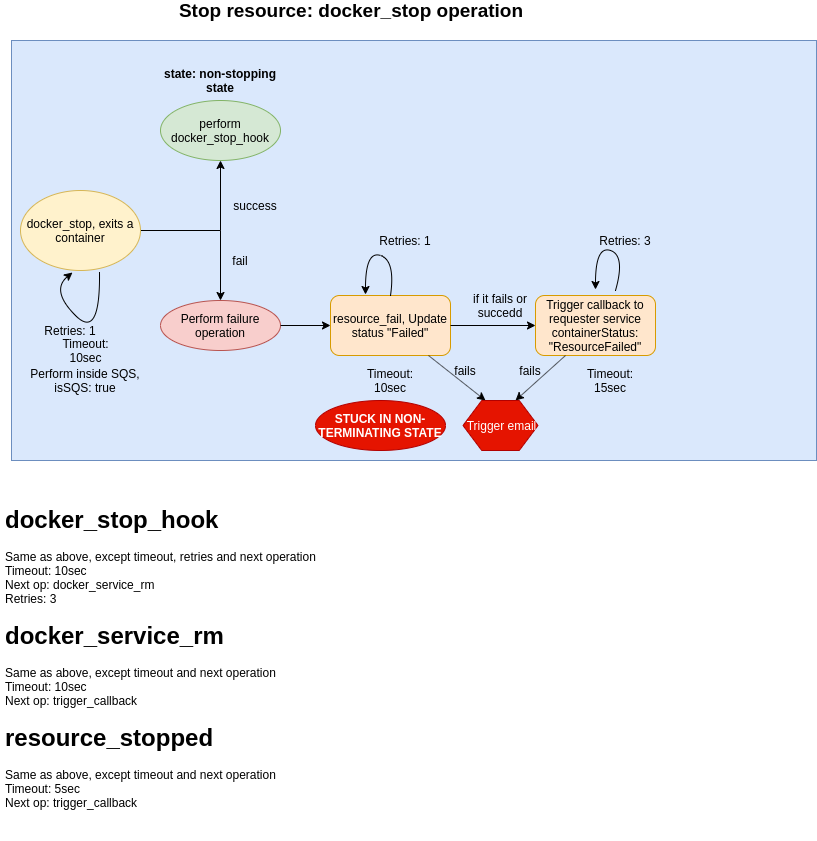 Stop resource: docker_stop operation
state: non-stopping
state
perform
docker_stop_hook
success
docker_stop, exits a
container
fail
Retries: 1
Timeout:
10sec
Perform inside SQS,
isSQS: true
Perform failure
operation
Retries: 1
resource_fail, Update
status "Failed"
if it fails or
succedd
Retries: 3
Trigger callback to
requester service
containerStatus:
"ResourceFailed"
Timeout:
10sec
fails
fails
Timeout:
15sec
STUCK IN NON-
TERMINATING STATE
Trigger email
docker_stop_hook
Same as above, except timeout, retries and next operation
Timeout: 10sec
Next op: docker_service_rm
Retries: 3
docker_service_rm
Same as above, except timeout and next operation
Timeout: 10sec
Next op: trigger_callback
resource_stopped
Same as above, except timeout and next operation
Timeout: 5sec
Next op: trigger_callback